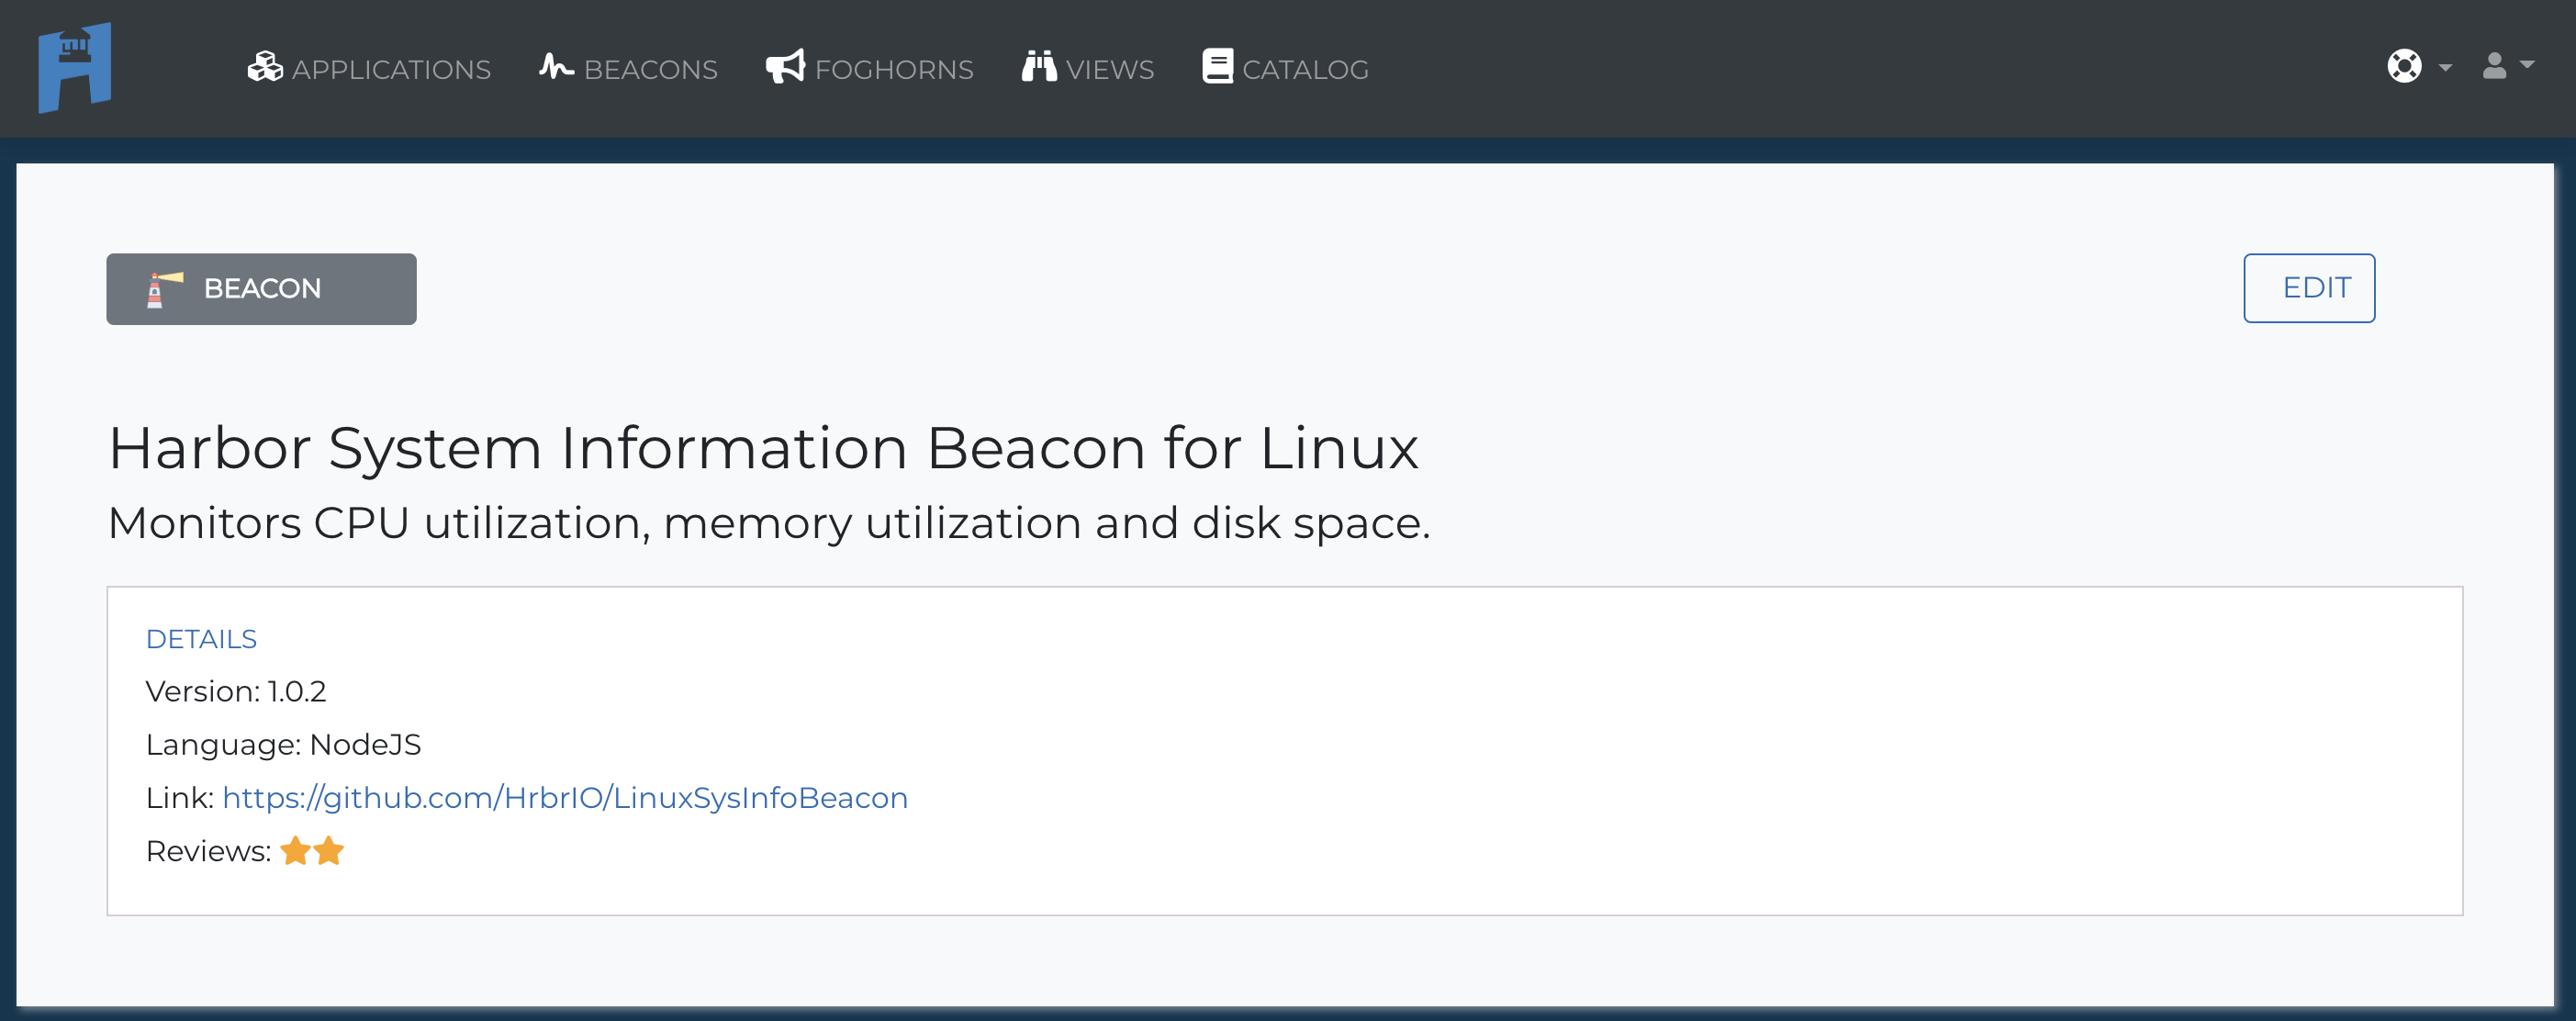 APPLICATIONS BEACONS FOGHORNS VIEWS CATALOG
BEACON
EDIT
Harbor System Information Beacon for Linux
Monitors CPU utilization, memory utilization and disk space.
DETAILS
Version: 1.0.2
Language: NodeJS
Link: https://github.com/HrbrIO/LinuxSysInfoBeacon
Reviews: